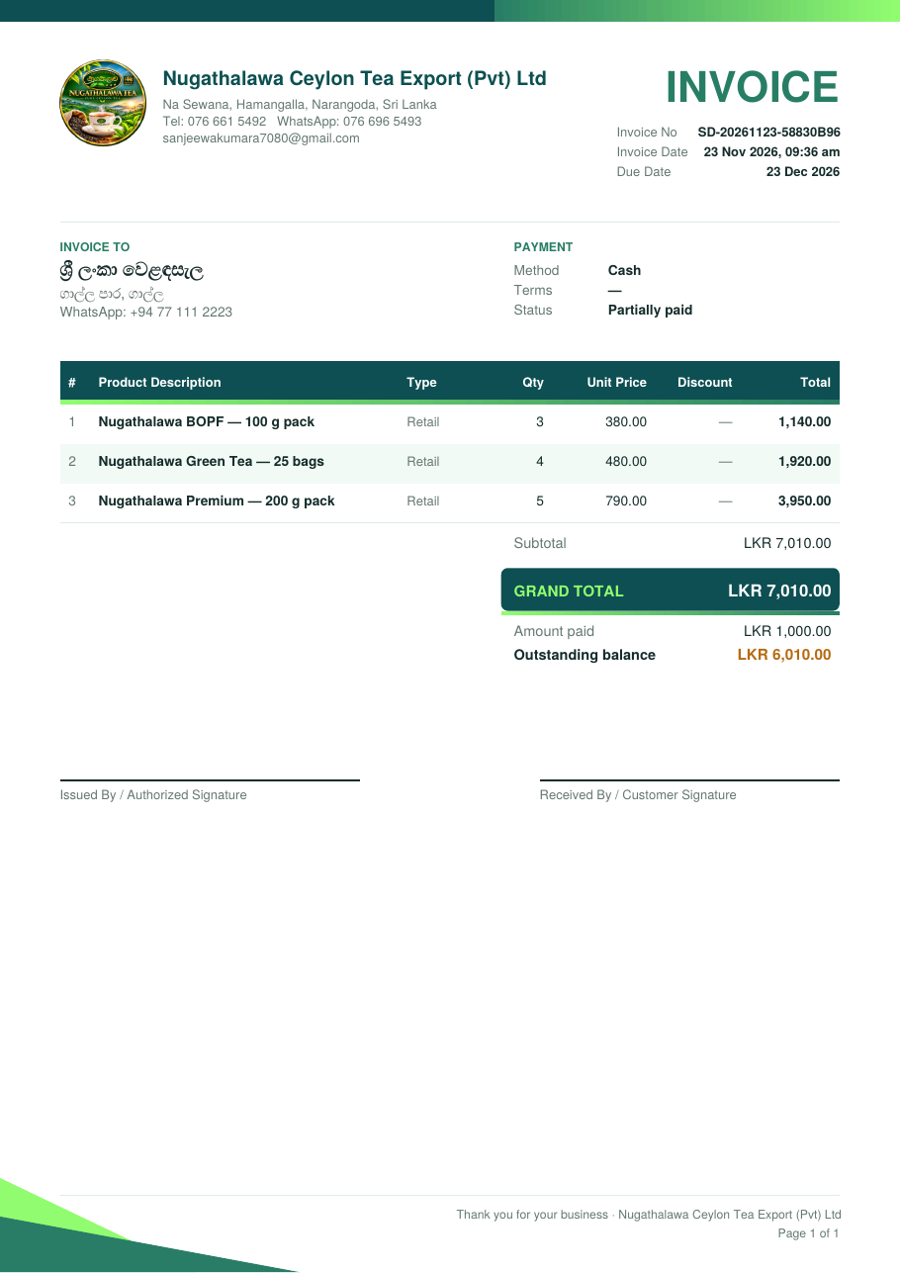 NUGATHALAWA TEA
Nugathalawa Ceylon Tea Export (Pvt) Ltd
Na Sewana, Hamangalla, Narangoda, Sri Lanka
Tel: 076 661 5492 WhatsApp: 076 696 5493
sanjeewakumara7080@gmail.com
INVOICE
Invoice No SD-20261123-58830B96
Invoice Date 23 Nov 2026, 09:36 am
Due Date 23 Dec 2026
INVOICE TO
ශ්‍රී ලංකා වෙළඳසැල
ගාල්ල පාර, ගාල්ල
WhatsApp: +94 77 111 2223
PAYMENT
Method Cash
Terms —
Status Partially paid
# Product Description Type Qty Unit Price Discount Total
1 Nugathalawa BOPF — 100 g pack Retail 3 380.00 — 1,140.00
2 Nugathalawa Green Tea — 25 bags Retail 4 480.00 — 1,920.00
3 Nugathalawa Premium — 200 g pack Retail 5 790.00 — 3,950.00
Subtotal LKR 7,010.00
GRAND TOTAL LKR 7,010.00
Amount paid LKR 1,000.00
Outstanding balance LKR 6,010.00
Issued By / Authorized Signature
Received By / Customer Signature
Thank you for your business · Nugathalawa Ceylon Tea Export (Pvt) Ltd
Page 1 of 1